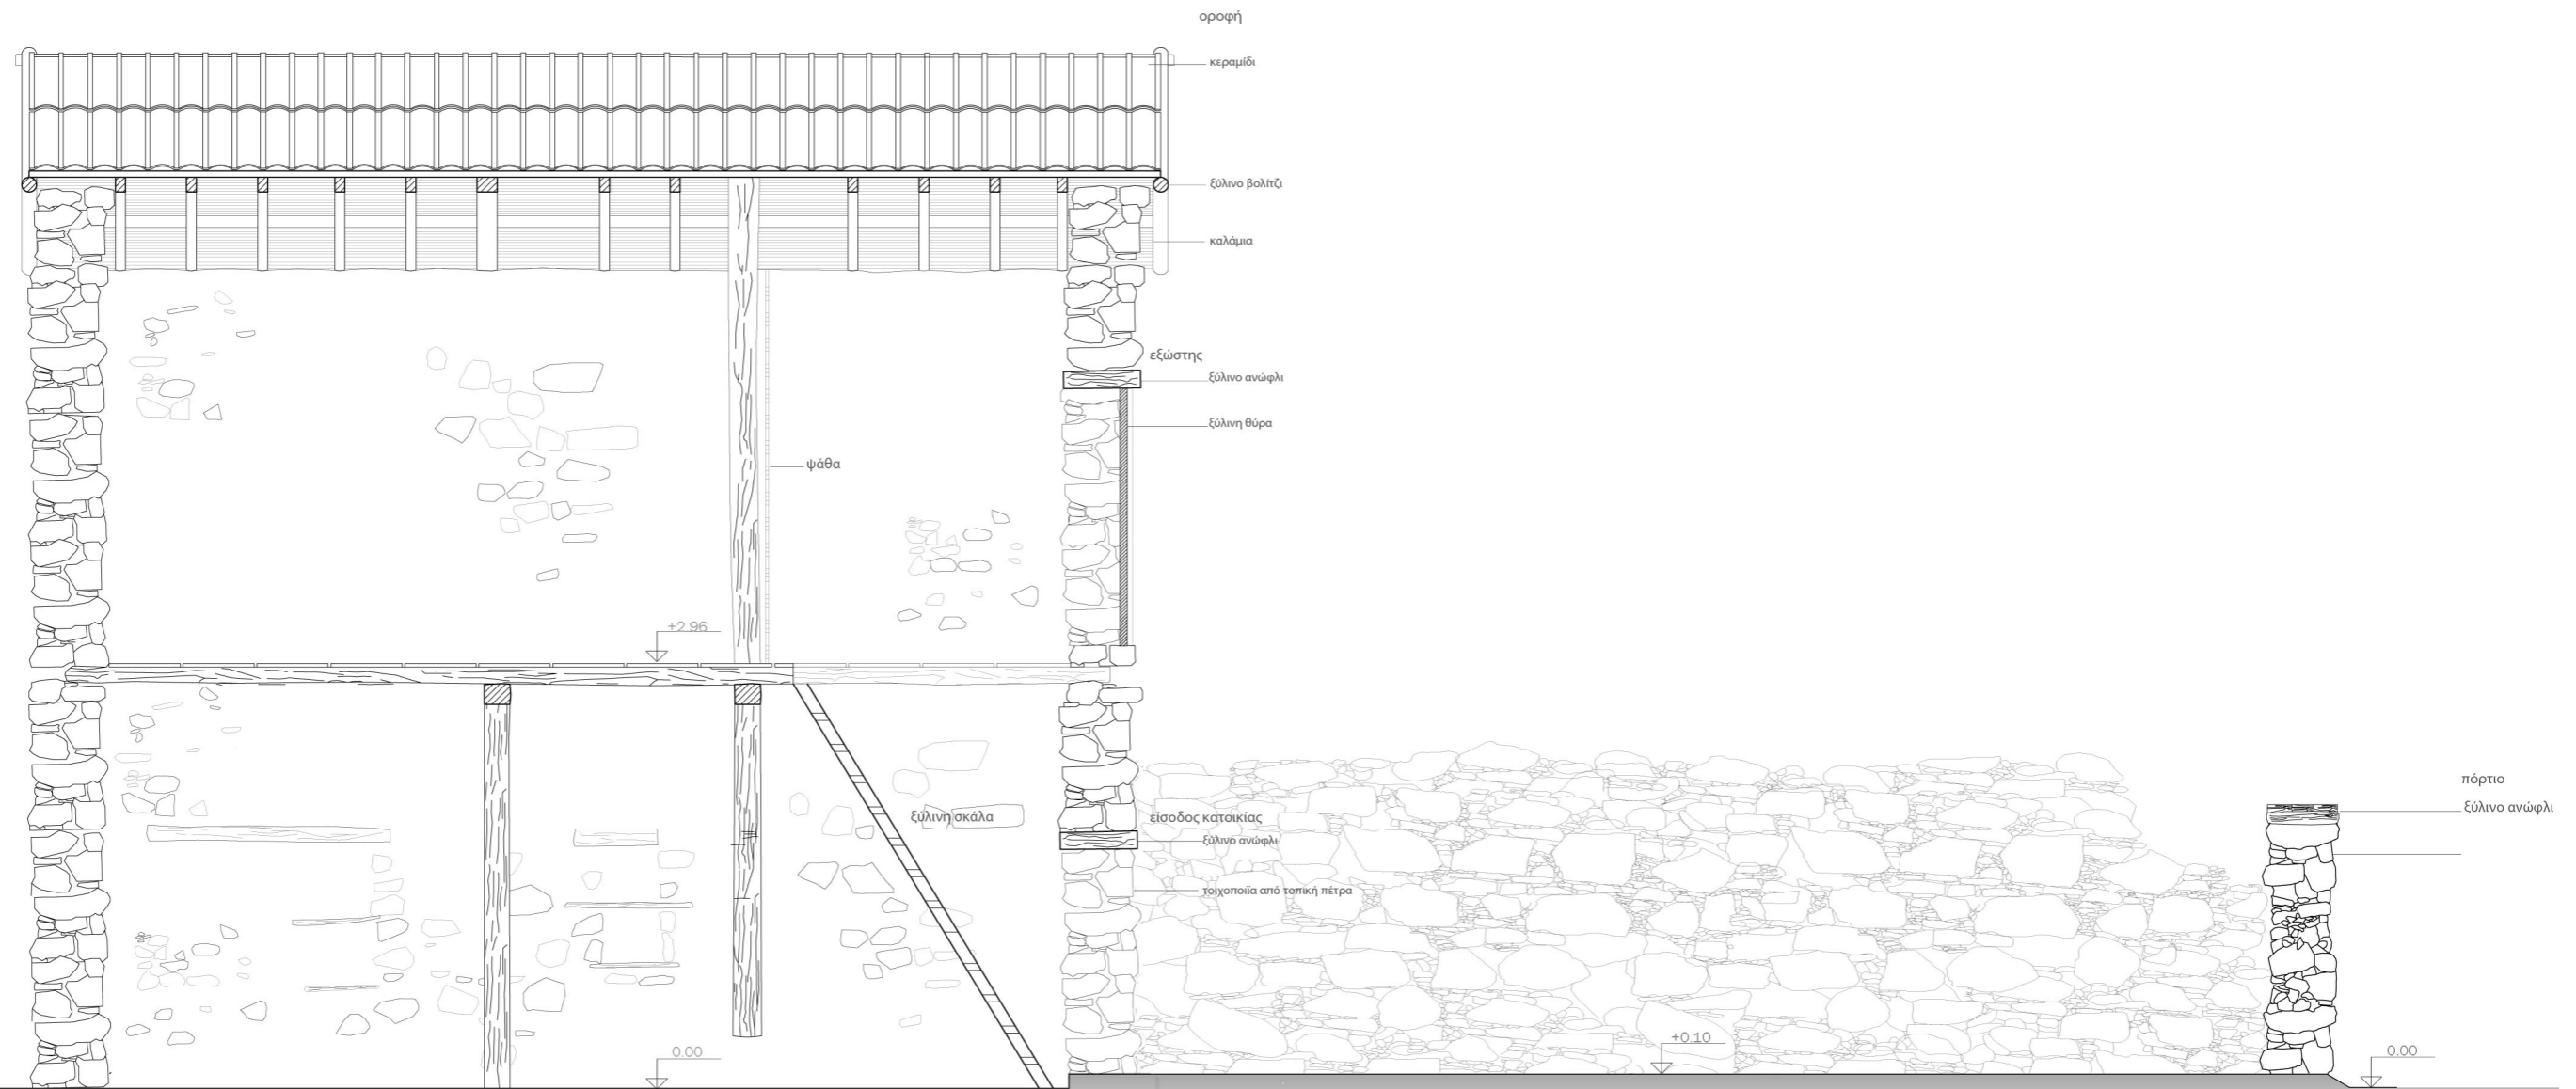 οροφή
κεραμίδι
ξύλινο βολίτζι
καλάμια
εξώστης
ξύλινο ανώφλι
ξύλινη θύρα
ψάθα
+2.96
πόρτιο
ξύλινο ανώφλι
ξύλινη σκάλα
είσοδος κατοικίας
ξύλινο ανώφλι
τοιχοποιΐα από τοπική πέτρα
+0.10
0.00
0.00